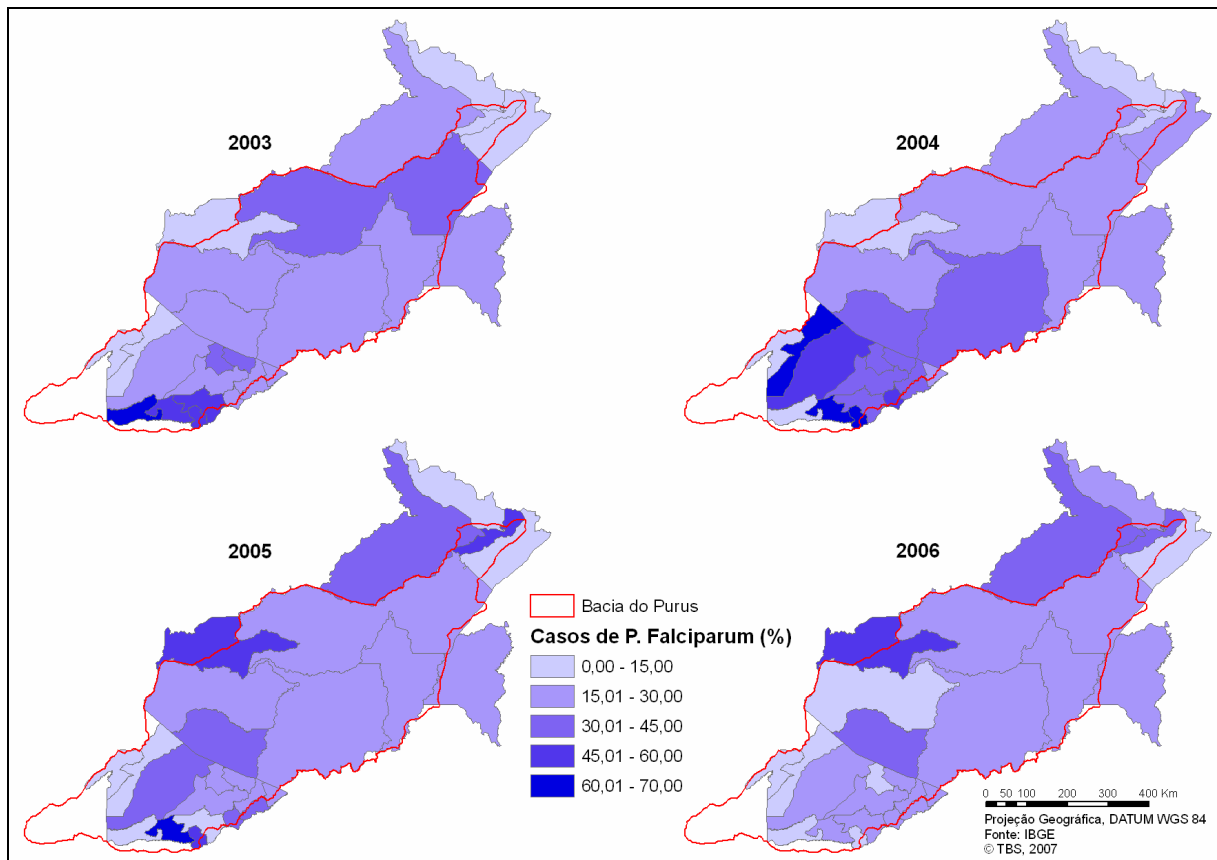 2003
2004
2005
2006
Bacia do Purus
Casos de P. Falciparum (%)
0,00 - 15,00
15,01 - 30,00
30,01 - 45,00
45,01 - 60,00
60,01 - 70,00
0 50 100 200 300 400 Km
Projeção Geográfica, DATUM WGS 84
Fonte: IBGE
© TBS, 2007